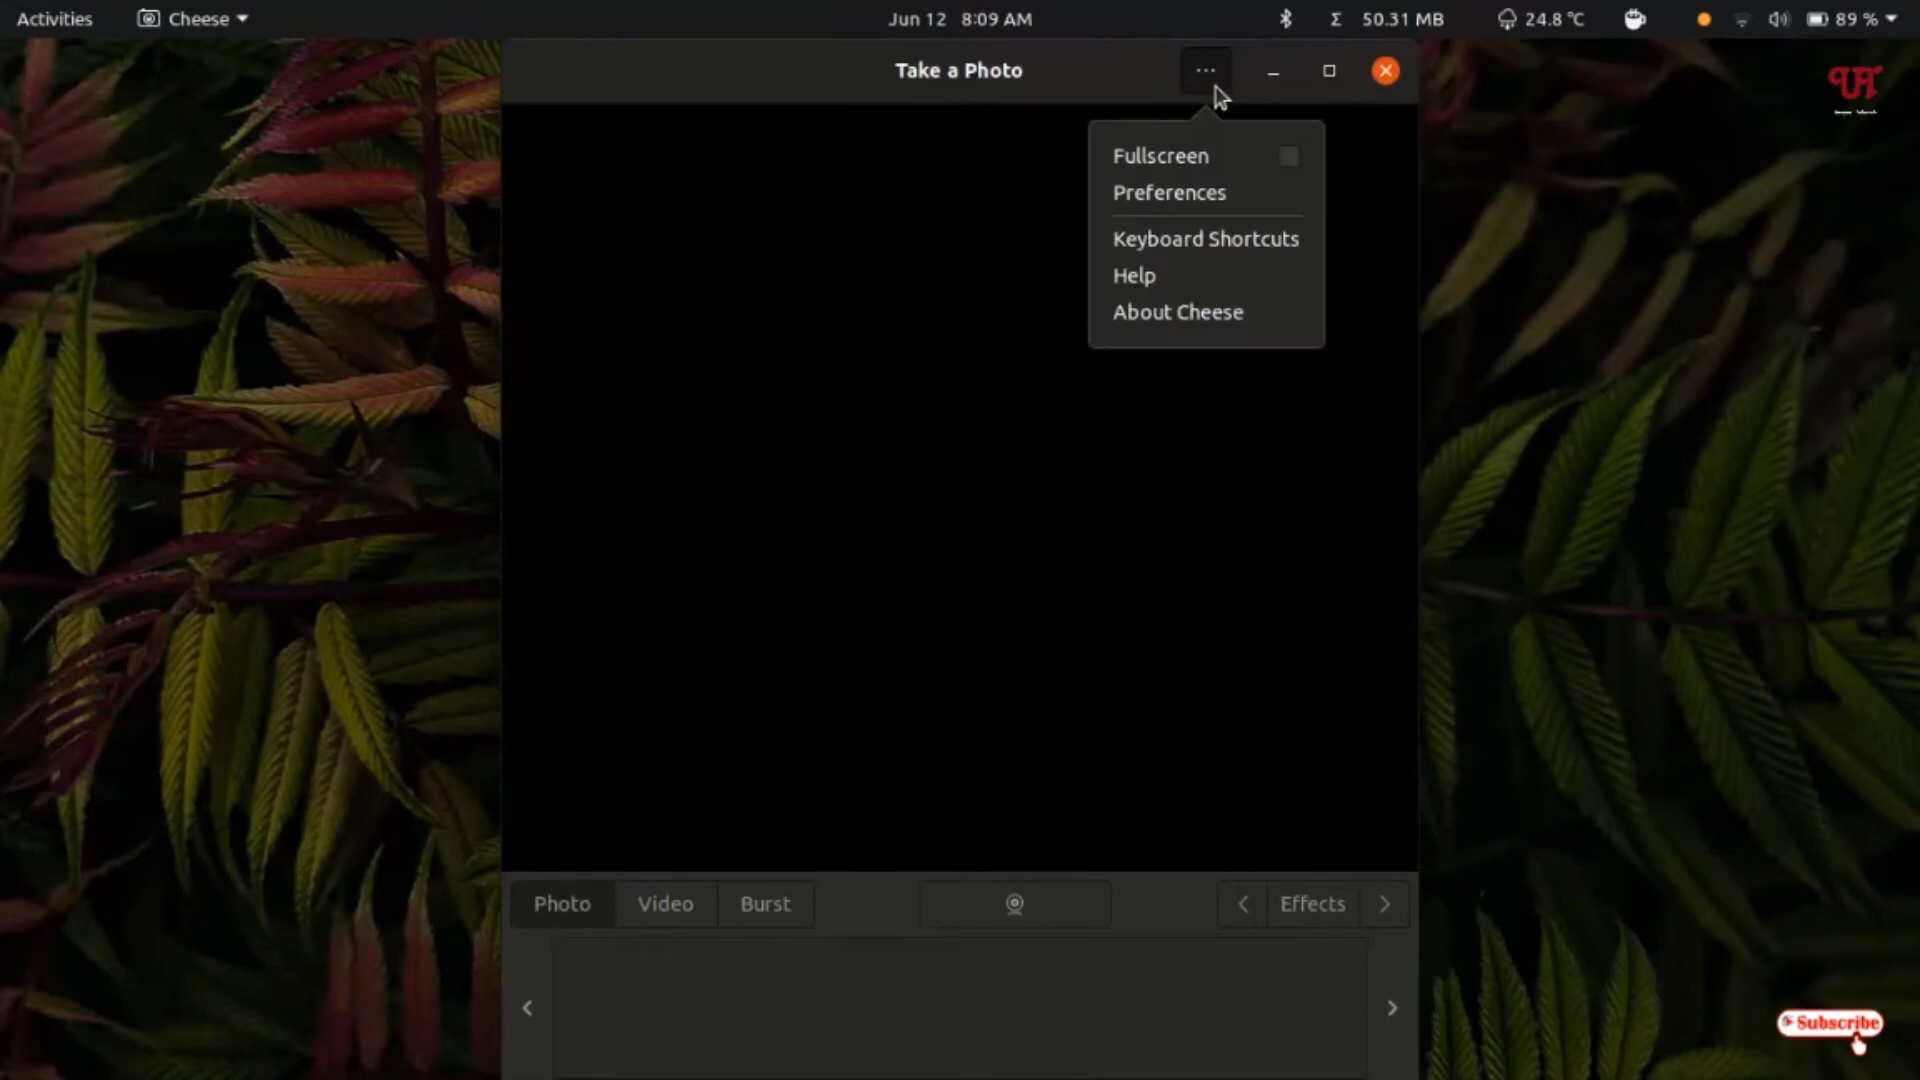 Activities Cheese Jun 12 8:09 AM Σ 50.31 MB 24.8 °C 89 %
Take a Photo
Fullscreen
Preferences
Keyboard Shortcuts
Help
About Cheese
Photo Video Burst Effects
Subscribe